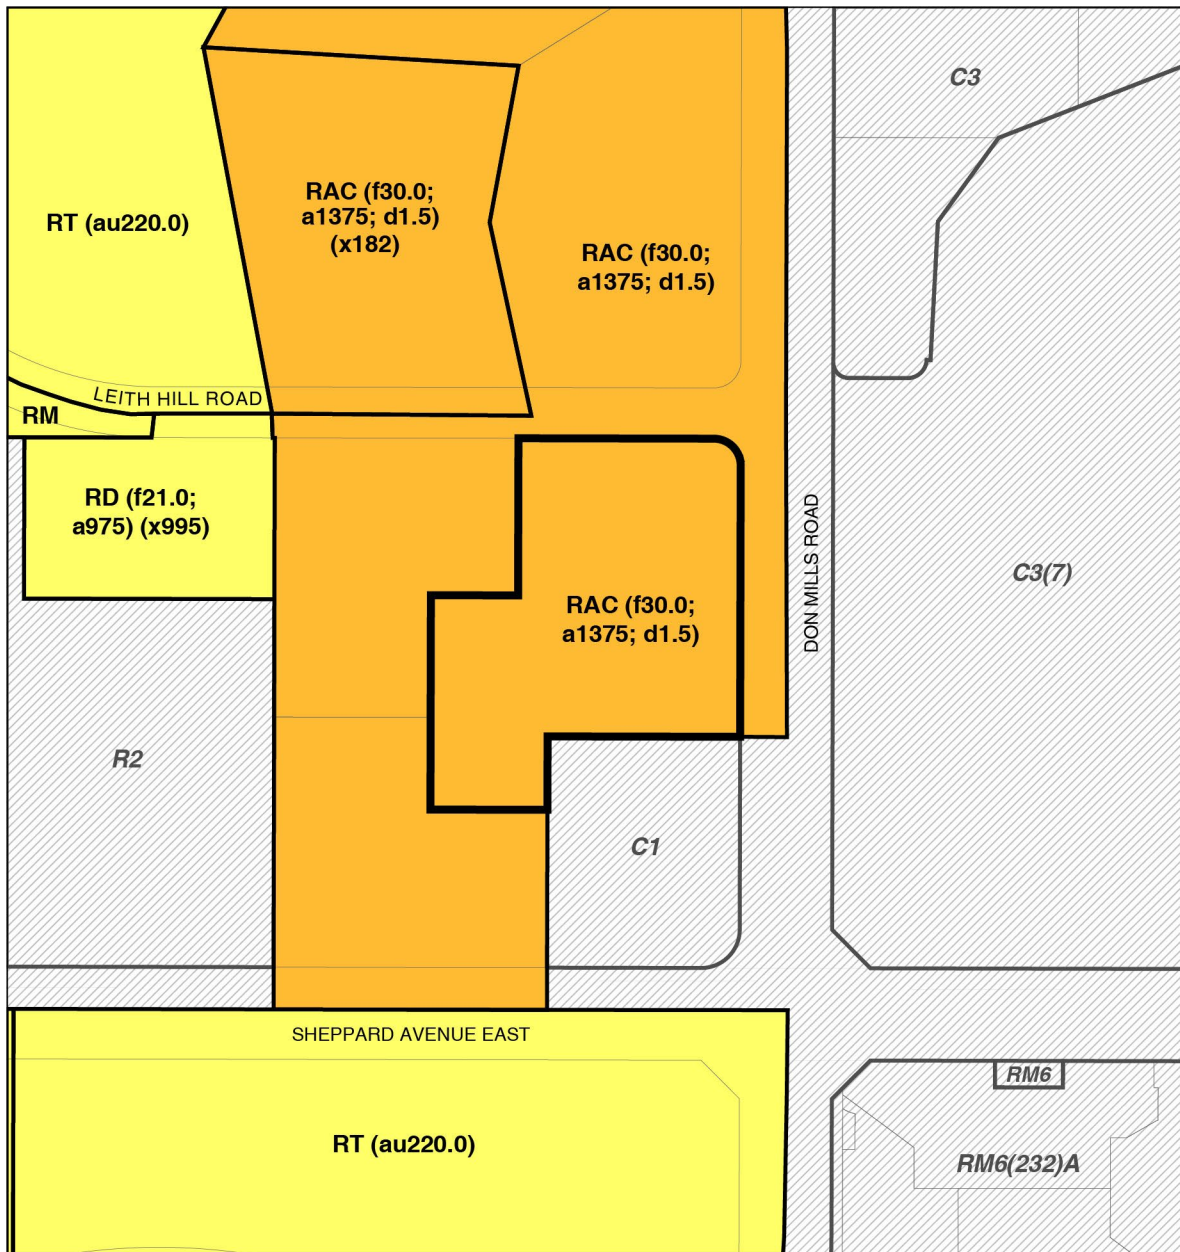 C3
RAC (f30.0;
a1375; d1.5)
(x182)
RT (au220.0)
RAC (f30.0;
a1375; d1.5)
LEITH HILL ROAD
RM
RD (f21.0;
a975) (x995)
DON MILLS ROAD
C3(7)
RAC (f30.0;
a1375; d1.5)
R2
C1
SHEPPARD AVENUE EAST
RM6
RT (au220.0)
RM6(232)A